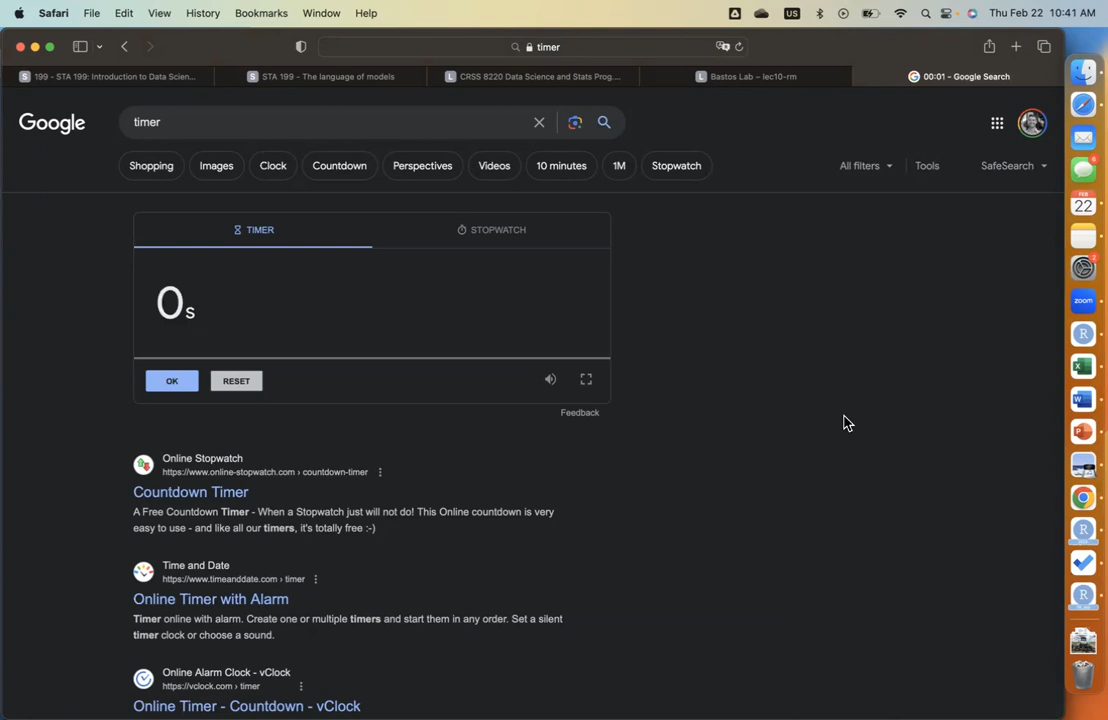 Safari File Edit View History Bookmarks Window Help US Thu Feb 22 10:41 AM
timer
S 199 - STA 199: Introduction to Data Scien... S STA 199 - The language of models L CRSS 8220 Data Science and Stats Prog.... L Bastos Lab – lec10-rm G 00:01 - Google Search
Google timer
Shopping Images Clock Countdown Perspectives Videos 10 minutes 1M Stopwatch All filters Tools SafeSearch
TIMER STOPWATCH
0s
OK RESET
Feedback
Online Stopwatch
https://www.online-stopwatch.com › countdown-timer
Countdown Timer
A Free Countdown Timer - When a Stopwatch just will not do! This Online countdown is very
easy to use - and like all our timers, it's totally free :-)
Time and Date
https://www.timeanddate.com › timer
Online Timer with Alarm
Timer online with alarm. Create one or multiple timers and start them in any order. Set a silent
timer clock or choose a sound.
Online Alarm Clock - vClock
https://vclock.com › timer
Online Timer - Countdown - vClock
6
FEB
22
2
zoom
R
X
W
P
R
R